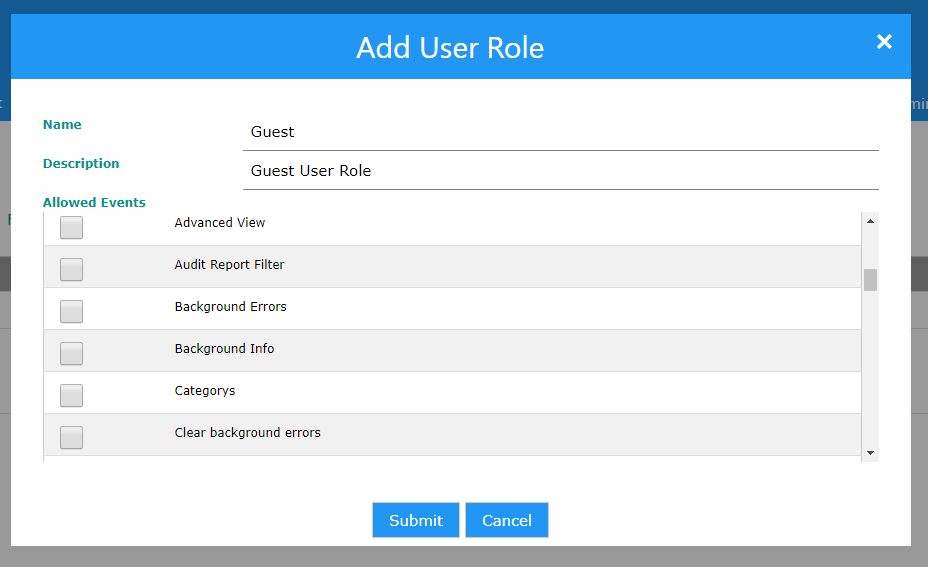 Add User Role
×
Name
Guest
Description
Guest User Role
Allowed Events
Advanced View
Audit Report Filter
Background Errors
Background Info
Categorys
Clear background errors
Submit
Cancel